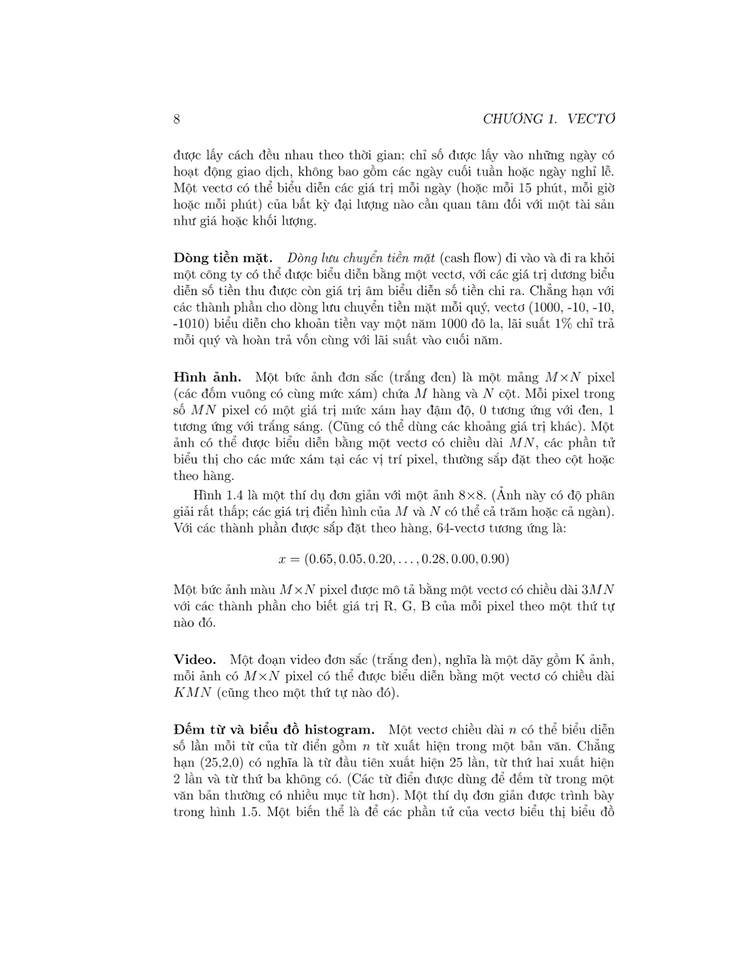 8 CHƯƠNG 1. VECTƠ
được lấy cách đều nhau theo thời gian; chỉ số được lấy vào những ngày có
hoạt động giao dịch, không bao gồm các ngày cuối tuần hoặc ngày nghỉ lễ.
Một vectơ có thể biểu diễn các giá trị mỗi ngày (hoặc mỗi 15 phút, mỗi giờ
hoặc mỗi phút) của bất kỳ đại lượng nào cần quan tâm đối với một tài sản
như giá hoặc khối lượng.
Dòng tiền mặt. Dòng lưu chuyển tiền mặt (cash flow) đi vào và đi ra khỏi
một công ty có thể được biểu diễn bằng một vectơ, với các giá trị dương biểu
diễn số tiền thu được còn giá trị âm biểu diễn số tiền chi ra. Chẳng hạn với
các thành phần cho dòng lưu chuyển tiền mặt mỗi quý, vectơ (1000, -10, -10,
-1010) biểu diễn cho khoản tiền vay một năm 1000 đô la, lãi suất 1% chỉ trả
mỗi quý và hoàn trả vốn cùng với lãi suất vào cuối năm.
Hình ảnh. Một bức ảnh đơn sắc (trắng đen) là một mảng M×N pixel
(các đốm vuông có cùng mức xám) chứa M hàng và N cột. Mỗi pixel trong
số MN pixel có một giá trị mức xám hay đậm độ, 0 tương ứng với đen, 1
tương ứng với trắng sáng. (Cũng có thể dùng các khoảng giá trị khác). Một
ảnh có thể được biểu diễn bằng một vectơ có chiều dài MN, các phần tử
biểu thị cho các mức xám tại các vị trí pixel, thường sắp đặt theo cột hoặc
theo hàng.
Hình 1.4 là một thí dụ đơn giản với một ảnh 8×8. (Ảnh này có độ phân
giải rất thấp; các giá trị điển hình của M và N có thể cả trăm hoặc cả ngàn).
Với các thành phần được sắp đặt theo hàng, 64-vectơ tương ứng là:
x = (0.65, 0.05, 0.20, . . . , 0.28, 0.00, 0.90)
Một bức ảnh màu M×N pixel được mô tả bằng một vectơ có chiều dài 3MN
với các thành phần cho biết giá trị R, G, B của mỗi pixel theo một thứ tự
nào đó.
Video. Một đoạn video đơn sắc (trắng đen), nghĩa là một dãy gồm K ảnh,
mỗi ảnh có M×N pixel có thể được biểu diễn bằng một vectơ có chiều dài
KMN (cũng theo một thứ tự nào đó).
Đếm từ và biểu đồ histogram. Một vectơ chiều dài n có thể biểu diễn
số lần mỗi từ của từ điển gồm n từ xuất hiện trong một bản văn. Chẳng
hạn (25,2,0) có nghĩa là từ đầu tiên xuất hiện 25 lần, từ thứ hai xuất hiện
2 lần và từ thứ ba không có. (Các từ điển được dùng để đếm từ trong một
văn bản thường có nhiều mục từ hơn). Một thí dụ đơn giản được trình bày
trong hình 1.5. Một biến thể là để các phần tử của vectơ biểu thị biểu đồ